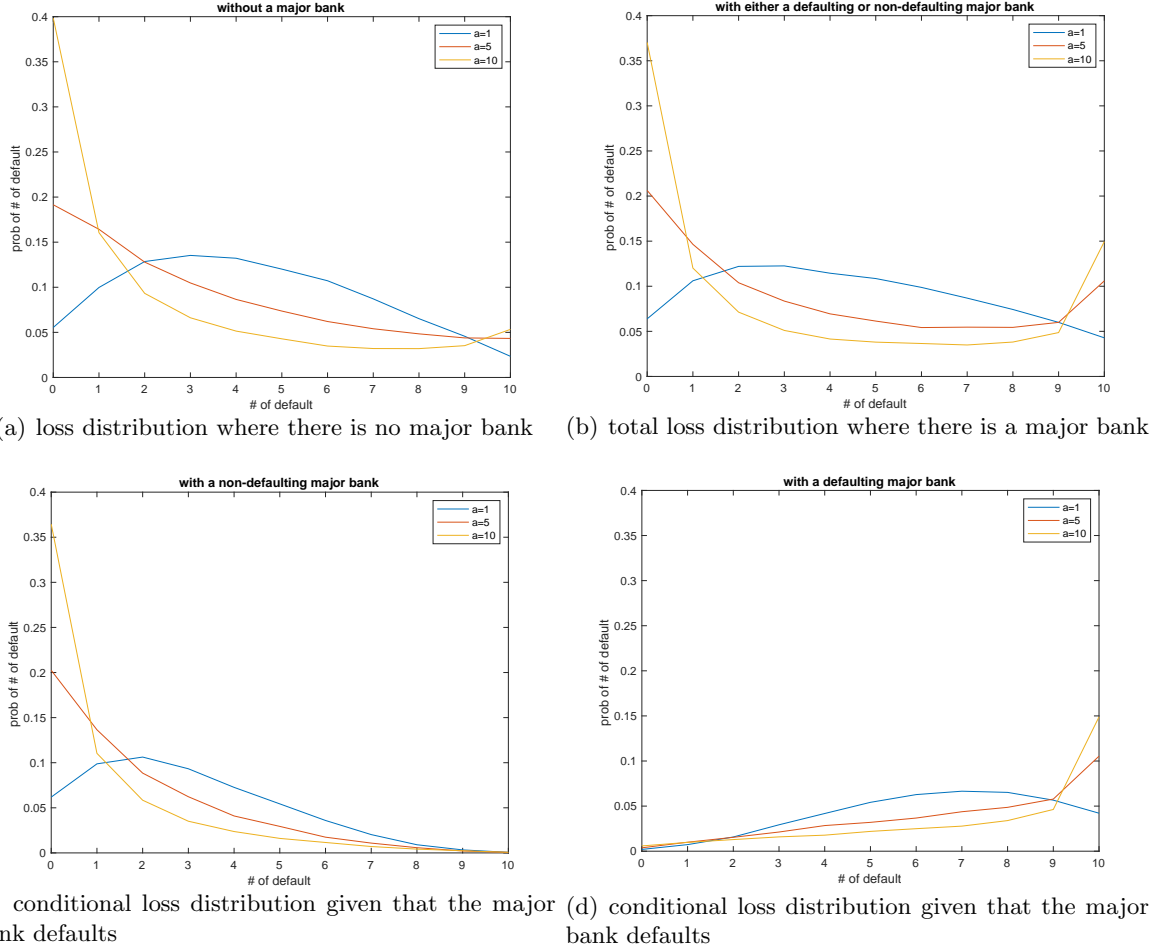 without a major bank
0.4
0.35
0.3
0.25
0.2
0.15
0.1
0.05
0
prob of # of default
a=1
a=5
a=10
0 1 2 3 4 5 6 7 8 9 10
# of default
a) loss distribution where there is no major bank
with either a defaulting or non-defaulting major bank
0.4
0.35
0.3
0.25
0.2
0.15
0.1
0.05
0
prob of # of default
a=1
a=5
a=10
0 1 2 3 4 5 6 7 8 9 10
# of default
(b) total loss distribution where there is a major bank
with a non-defaulting major bank
0.4
0.35
0.3
0.25
0.2
0.15
0.1
0.05
0
prob of # of default
a=1
a=5
a=10
0 1 2 3 4 5 6 7 8 9 10
# of default
conditional loss distribution given that the major
nk defaults
with a defaulting major bank
0.4
0.35
0.3
0.25
0.2
0.15
0.1
0.05
0
prob of # of default
a=1
a=5
a=10
0 1 2 3 4 5 6 7 8 9 10
# of default
(d) conditional loss distribution given that the major
bank defaults